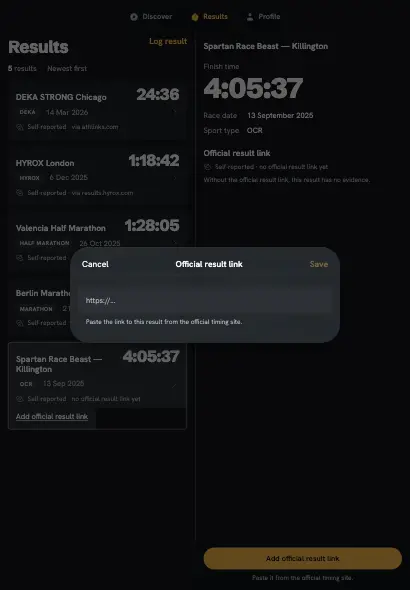 Discover
Results
Profile
Results
Log result
5 results
Newest first
DEKA STRONG Chicago
24:36
DEKA
14 Mar 2026
Self-reported · via athlinks.com
HYROX London
1:18:42
HYROX
6 Dec 2025
Self-reported · via results.hyrox.com
Valencia Half Marathon
1:28:05
HALF MARATHON
26 Oct 2025
Self-reported
Berlin
MARATHON
Self-reported
Spartan Race Beast — Killington
4:05:37
OCR
13 Sep 2025
Self-reported · no official result link yet
Add official result link
Spartan Race Beast — Killington
Finish time
4:05:37
Race date 13 September 2025
Sport type OCR
Official result link
Self-reported · no official result link yet
Without the official link, this result has no evidence.
Cancel
Official result link
Save
https://…
Paste the link to this result from the official timing site.
Add official result link
Paste it from the official timing site.